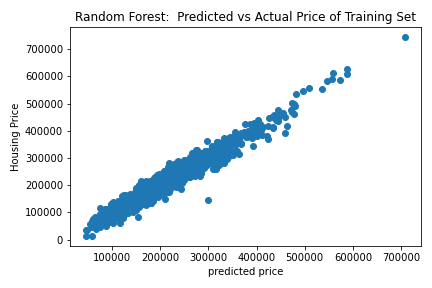 Random Forest:  Predicted vs Actual Price of Training Set
Housing Price
700000
600000
500000
400000
300000
200000
100000
0
100000 200000 300000 400000 500000 600000 700000
predicted price